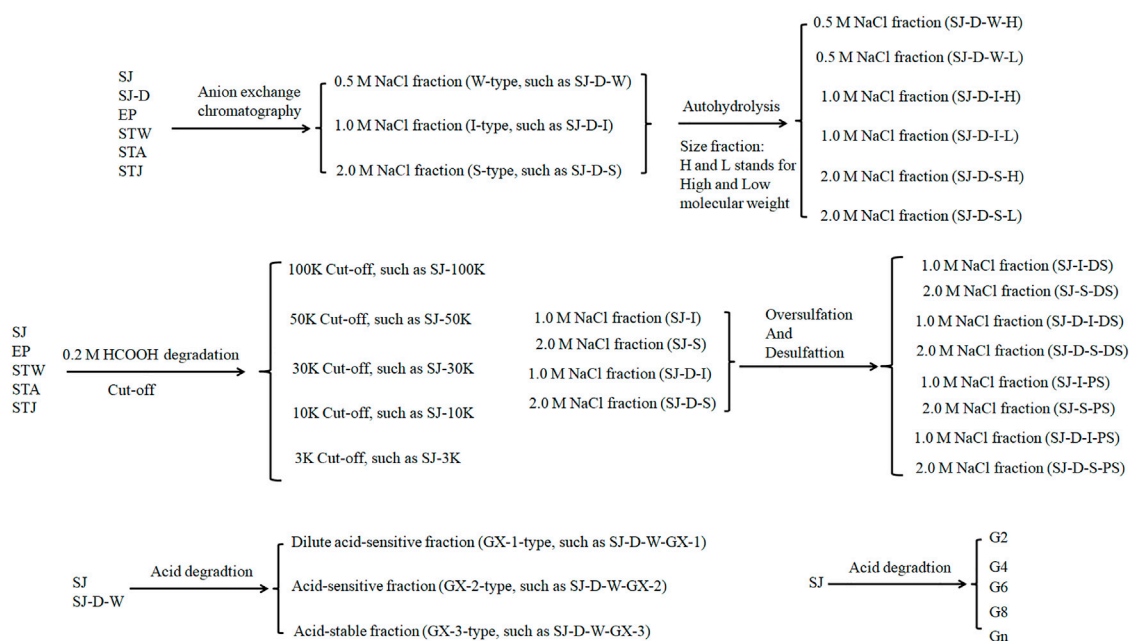 SJ
SJ-D
EP
STW
STA
STJ
Anion exchange
chromatography
0.5 M NaCl fraction (W-type, such as SJ-D-W)
1.0 M NaCl fraction (I-type, such as SJ-D-I)
2.0 M NaCl fraction (S-type, such as SJ-D-S)
Autohydrolysis
Size fraction:
H and L stands for
High and Low
molecular weight
0.5 M NaCl fraction (SJ-D-W-H)
0.5 M NaCl fraction (SJ-D-W-L)
1.0 M NaCl fraction (SJ-D-I-H)
1.0 M NaCl fraction (SJ-D-I-L)
2.0 M NaCl fraction (SJ-D-S-H)
2.0 M NaCl fraction (SJ-D-S-L)
SJ
EP
STW
STA
STJ
0.2 M HCOOH degradation
Cut-off
100K Cut-off, such as SJ-100K
50K Cut-off, such as SJ-50K
30K Cut-off, such as SJ-30K
10K Cut-off, such as SJ-10K
3K Cut-off, such as SJ-3K
1.0 M NaCl fraction (SJ-I)
2.0 M NaCl fraction (SJ-S)
1.0 M NaCl fraction (SJ-D-I)
2.0 M NaCl fraction (SJ-D-S)
Oversulfation
And
Desulfattion
1.0 M NaCl fraction (SJ-I-DS)
2.0 M NaCl fraction (SJ-S-DS)
1.0 M NaCl fraction (SJ-D-I-DS)
2.0 M NaCl fraction (SJ-D-S-DS)
1.0 M NaCl fraction (SJ-I-PS)
2.0 M NaCl fraction (SJ-S-PS)
1.0 M NaCl fraction (SJ-D-I-PS)
2.0 M NaCl fraction (SJ-D-S-PS)
SJ
SJ-D-W
Acid degradtion
Dilute acid-sensitive fraction (GX-1-type, such as SJ-D-W-GX-1)
Acid-sensitive fraction (GX-2-type, such as SJ-D-W-GX-2)
Acid-stable fraction (GX-3-type, such as SJ-D-W-GX-3)
SJ
Acid degradtion
G2
G4
G6
G8
Gn